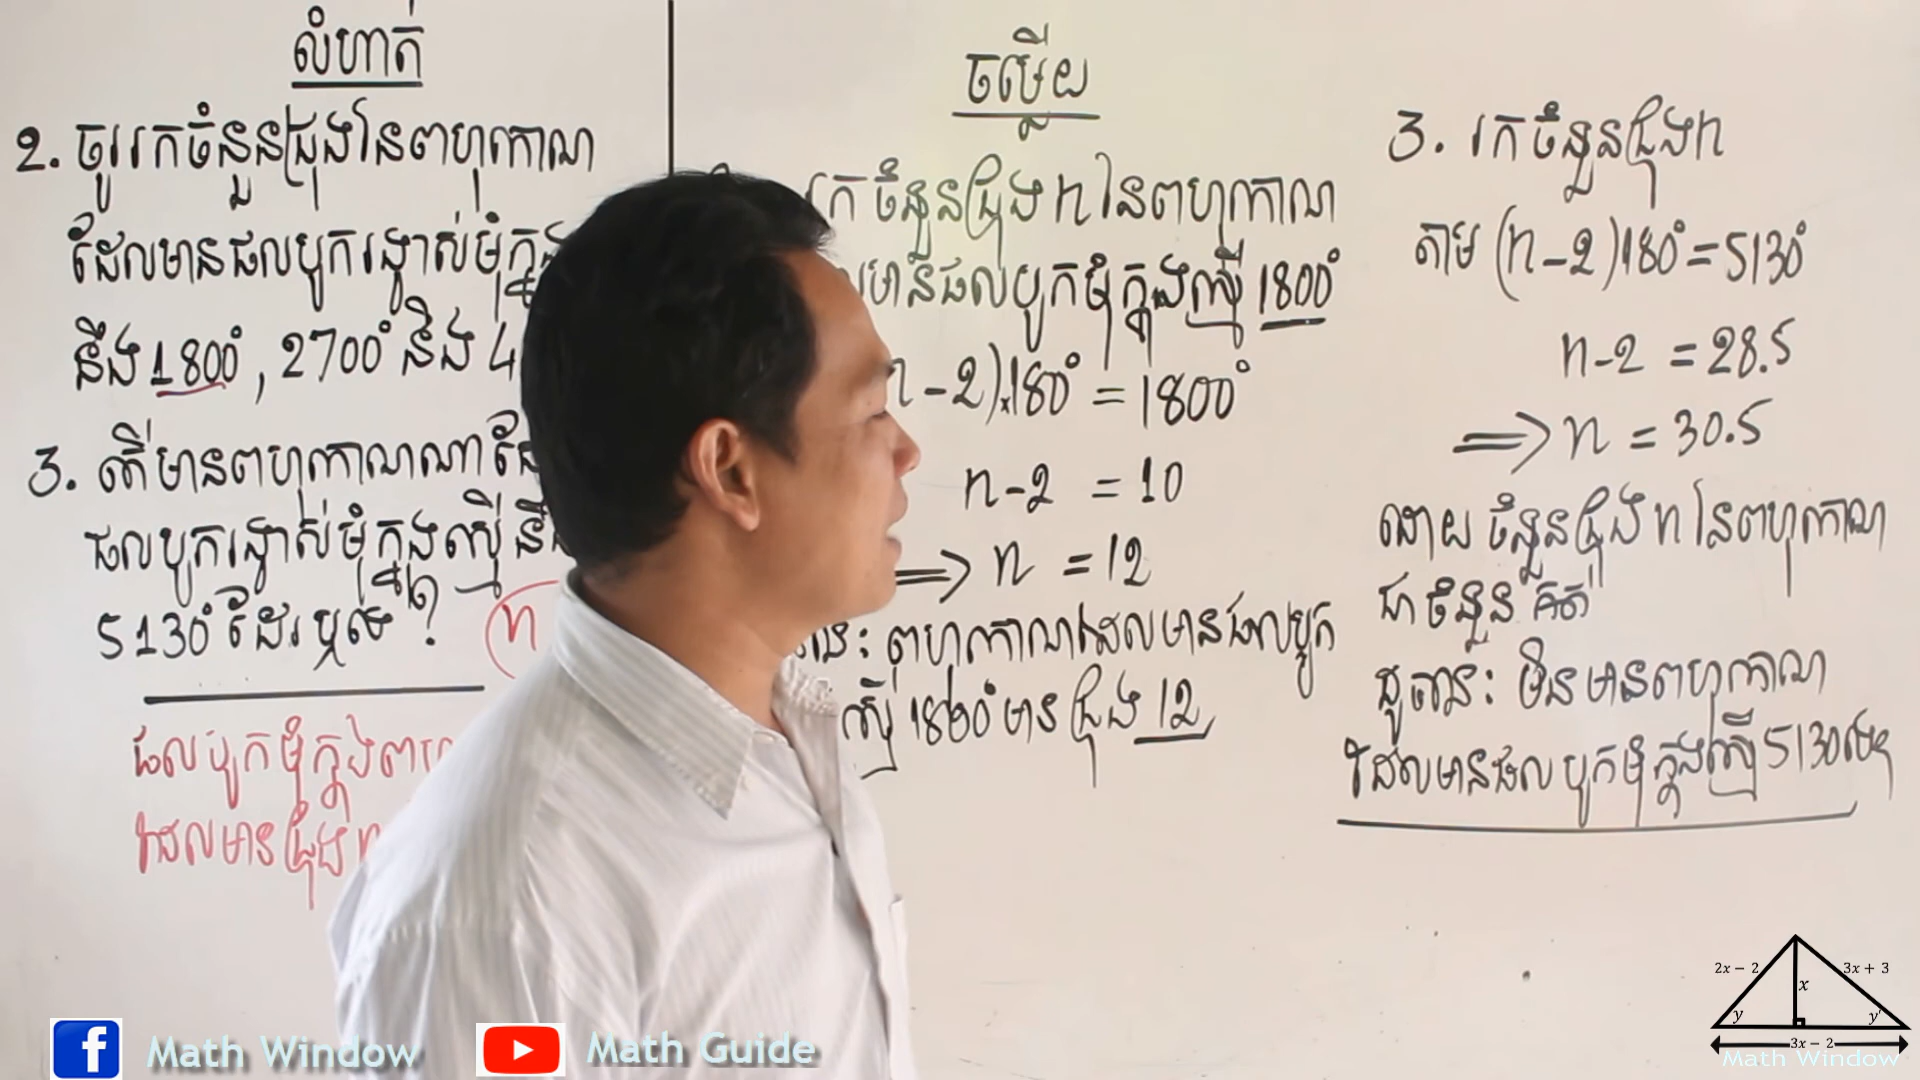 លំហាត់
2. ចូររកចំនួនជ្រុងនៃពហុកោណ
ដែលមានផលបូករង្វាស់មុំក្នុង
នឹង 1800°, 2700° និង 4
3. តើមានពហុកោណណាដែ
ផលបូករង្វាស់មុំក្នុងស្មើនឹង
5130° ដែរឬទេ?
n
ផលបូកមុំក្នុងពហុ
ដែលមានជ្រុង n
ចម្លើយ
រកចំនួនជ្រុង n នៃពហុកោណ
មានផលបូកមុំក្នុងស្មើ 1800°
n - 2) × 180° = 1800°
n - 2 = 10
⟹ n = 12
នេះ: ពហុកោណដែលមានផលបូក
ស្មើ 1800° មានជ្រុង 12
3. រកចំនួនជ្រុង n
តាម (n - 2) 180° = 5130°
n - 2 = 28.5
⟹ n = 30.5
ដោយចំនួនជ្រុង n នៃពហុកោណ
ជាចំនួនគត់
ដូចនេះ: មិនមានពហុកោណ
ដែលមានផលបូកមុំក្នុងស្មើ 5130° ទេ
2x − 2
3x + 3
x
y
y'
3x − 2
Math Window
Math Window
Math Guide